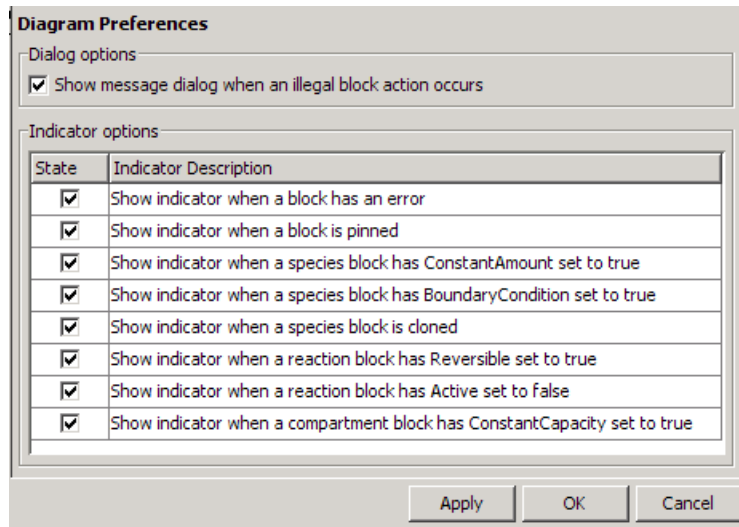 Diagram Preferences
Dialog options
Show message dialog when an illegal block action occurs
Indicator options
State Indicator Description
Show indicator when a block has an error
Show indicator when a block is pinned
Show indicator when a species block has ConstantAmount set to true
Show indicator when a species block has BoundaryCondition set to true
Show indicator when a species block is cloned
Show indicator when a reaction block has Reversible set to true
Show indicator when a reaction block has Active set to false
Show indicator when a compartment block has ConstantCapacity set to true
Apply OK Cancel